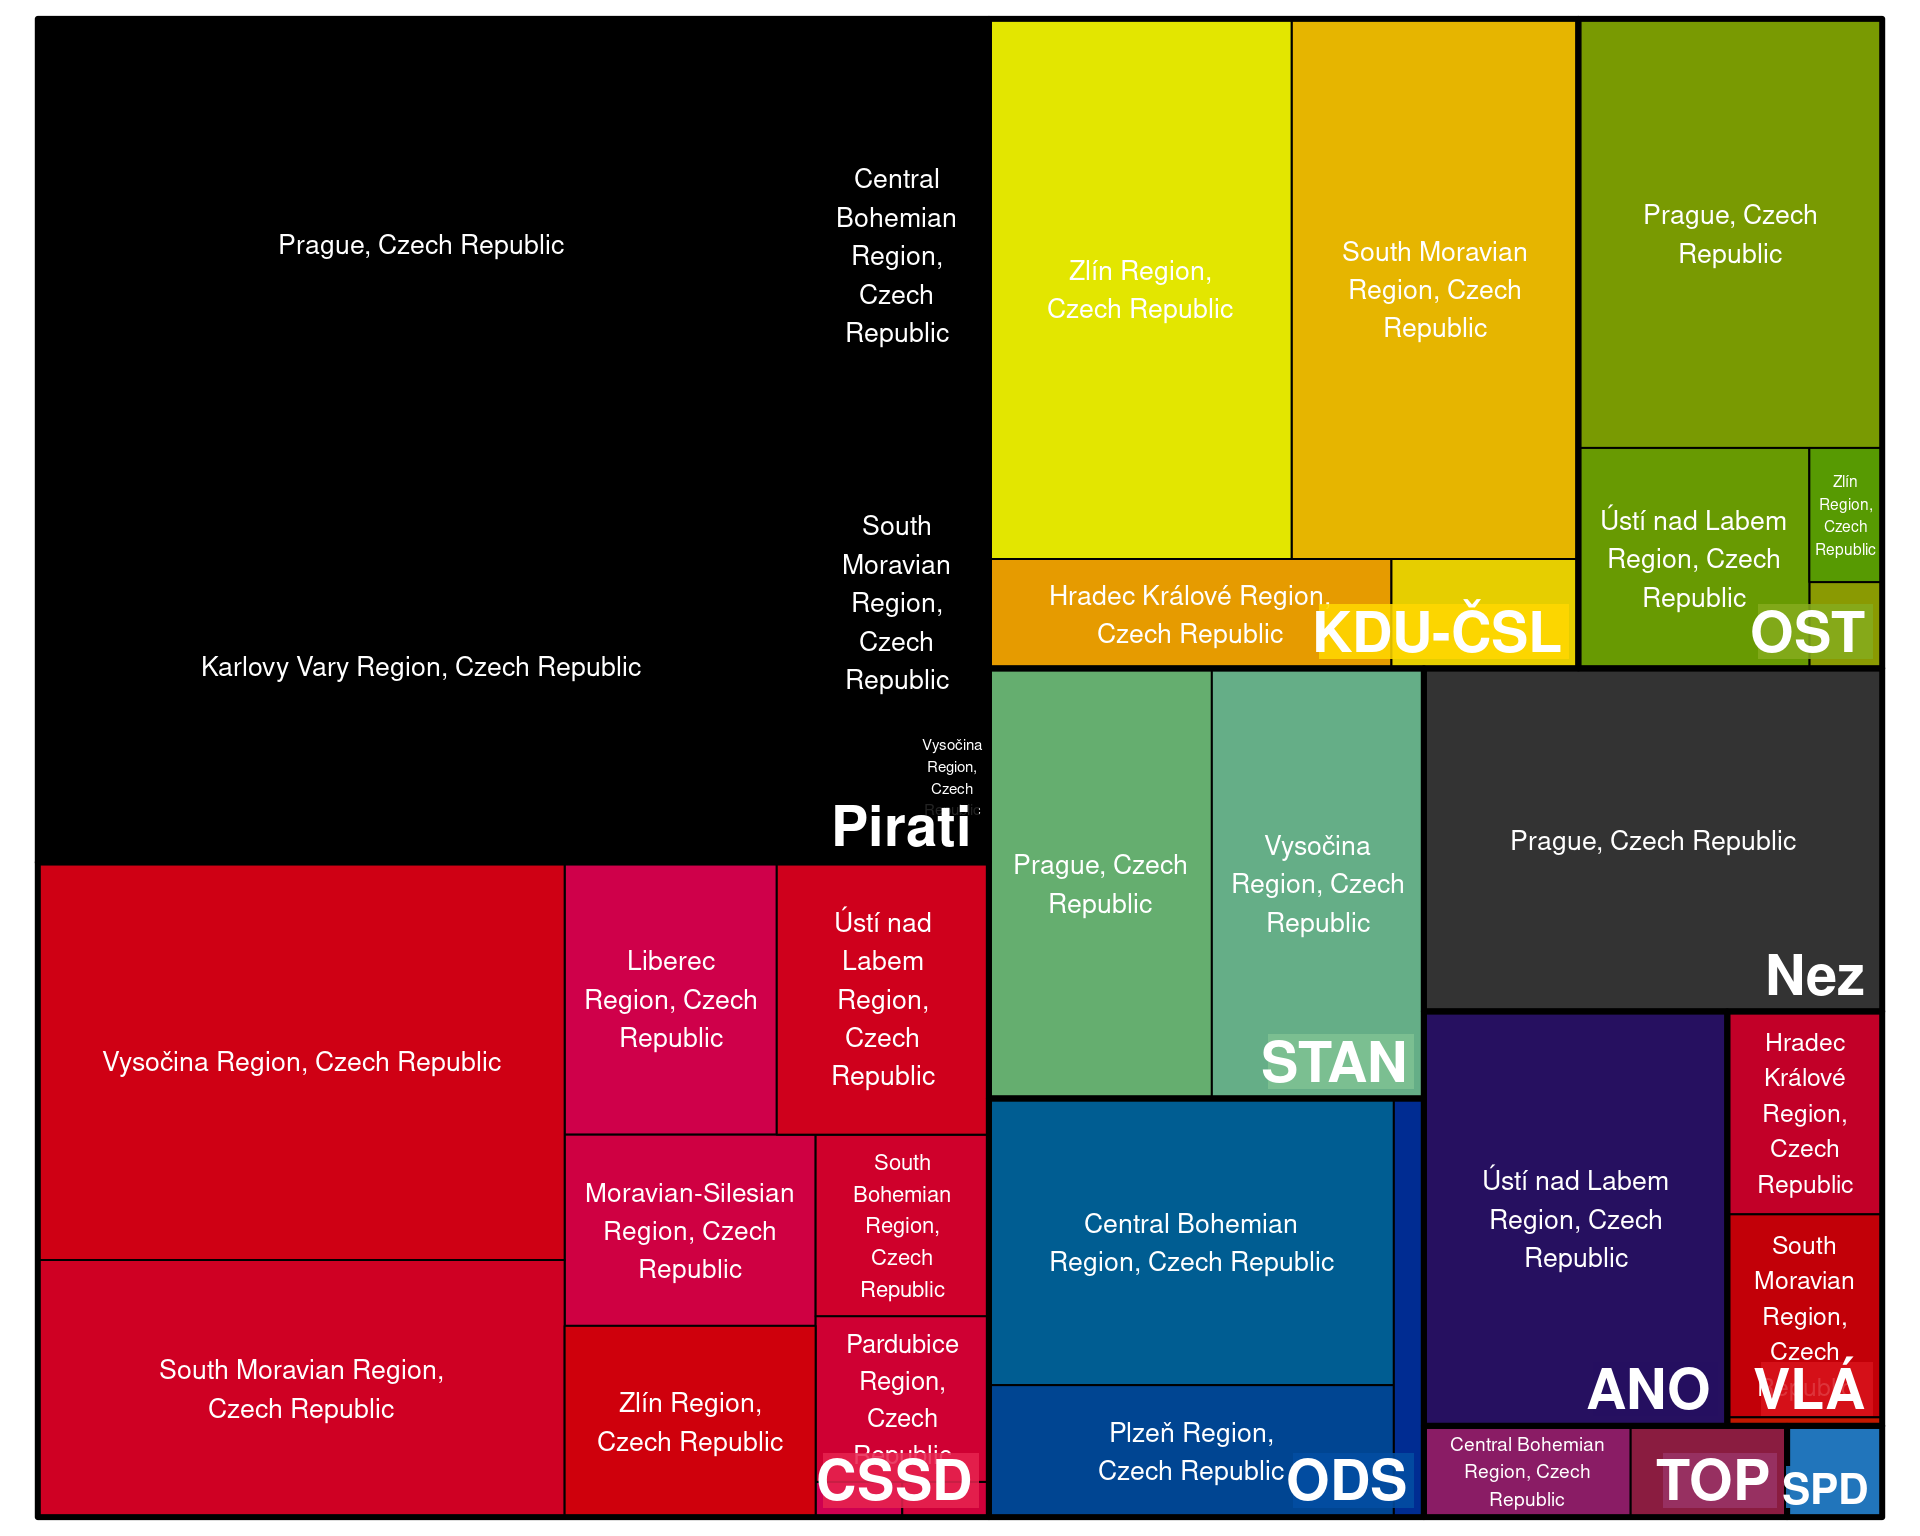 Prague, Czech Republic
Central
Bohemian
Region,
Czech
Republic
Karlovy Vary Region, Czech Republic
South
Moravian
Region,
Czech
Republic
Vysočina
Region,
Czech
Republic
Pirati
Vysočina Region, Czech Republic
South Moravian Region,
Czech Republic
Liberec
Region, Czech
Republic
Ústí nad
Labem
Region,
Czech
Republic
Moravian-Silesian
Region, Czech
Republic
South
Bohemian
Region,
Czech
Republic
Zlín Region,
Czech Republic
Pardubice
Region,
Czech
Republic
CSSD
Zlín Region,
Czech Republic
South Moravian
Region, Czech
Republic
Hradec Králové Region,
Czech Republic
KDU-ČSL
Prague, Czech
Republic
Ústí nad Labem
Region, Czech
Republic
Zlín
Region,
Czech
Republic
OST
Prague, Czech
Republic
Vysočina
Region, Czech
Republic
STAN
Prague, Czech Republic
Nez
Central Bohemian
Region, Czech Republic
Plzeň Region,
Czech Republic
ODS
Ústí nad Labem
Region, Czech
Republic
ANO
Hradec
Králové
Region,
Czech
Republic
South
Moravian
Region,
Czech
Republic
VLÁ
Central Bohemian
Region, Czech
Republic
TOP
SPD